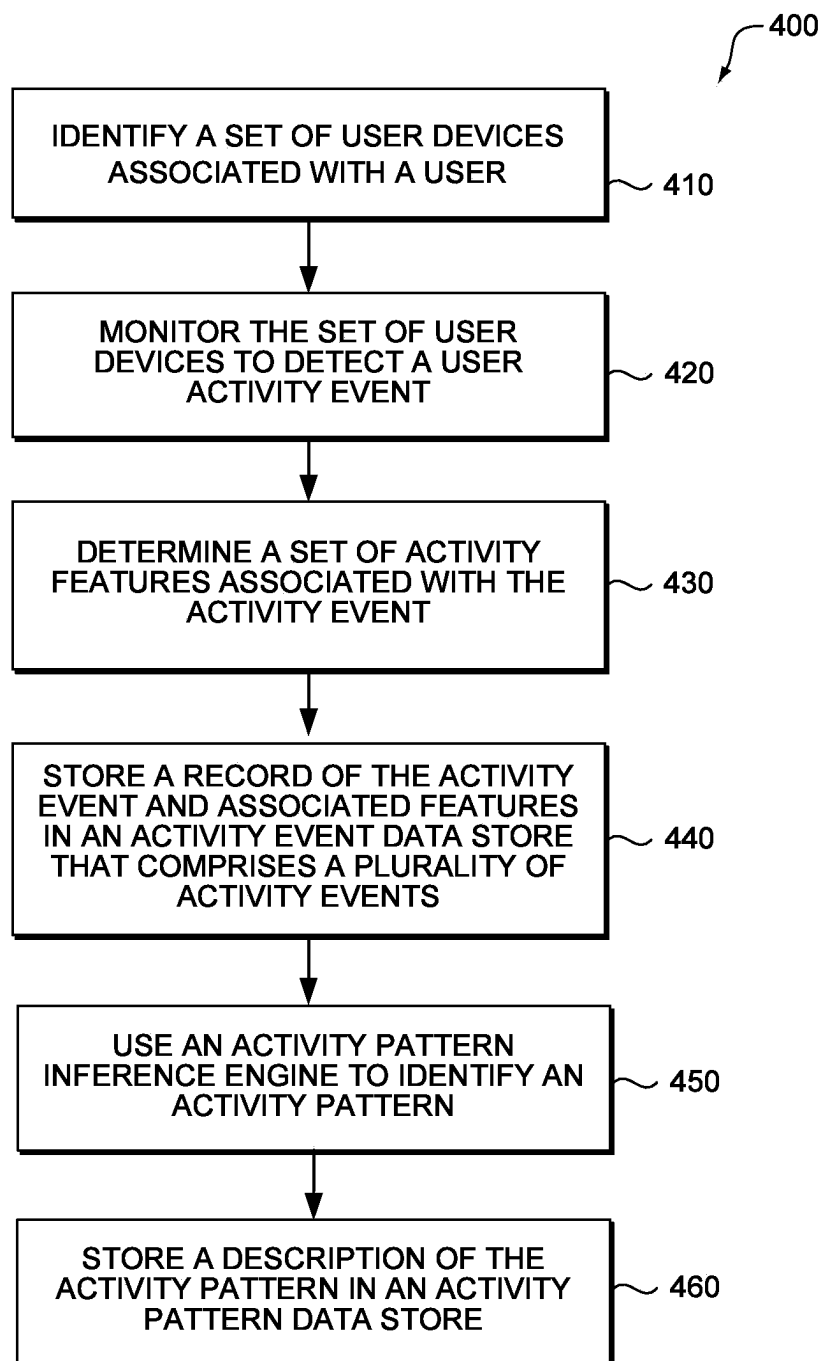 400
IDENTIFY A SET OF USER DEVICES
ASSOCIATED WITH A USER
410
MONITOR THE SET OF USER
DEVICES TO DETECT A USER
ACTIVITY EVENT
420
DETERMINE A SET OF ACTIVITY
FEATURES ASSOCIATED WITH THE
ACTIVITY EVENT
430
STORE A RECORD OF THE ACTIVITY
EVENT AND ASSOCIATED FEATURES
IN AN ACTIVITY EVENT DATA STORE
THAT COMPRISES A PLURALITY OF
ACTIVITY EVENTS
440
USE AN ACTIVITY PATTERN
INFERENCE ENGINE TO IDENTIFY AN
ACTIVITY PATTERN
450
STORE A DESCRIPTION OF THE
ACTIVITY PATTERN IN AN ACTIVITY
PATTERN DATA STORE
460